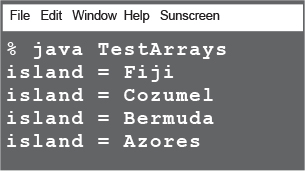 File Edit Window Help Sunscreen
% java TestArrays
island = Fiji
island = Cozumel
island = Bermuda
island = Azores